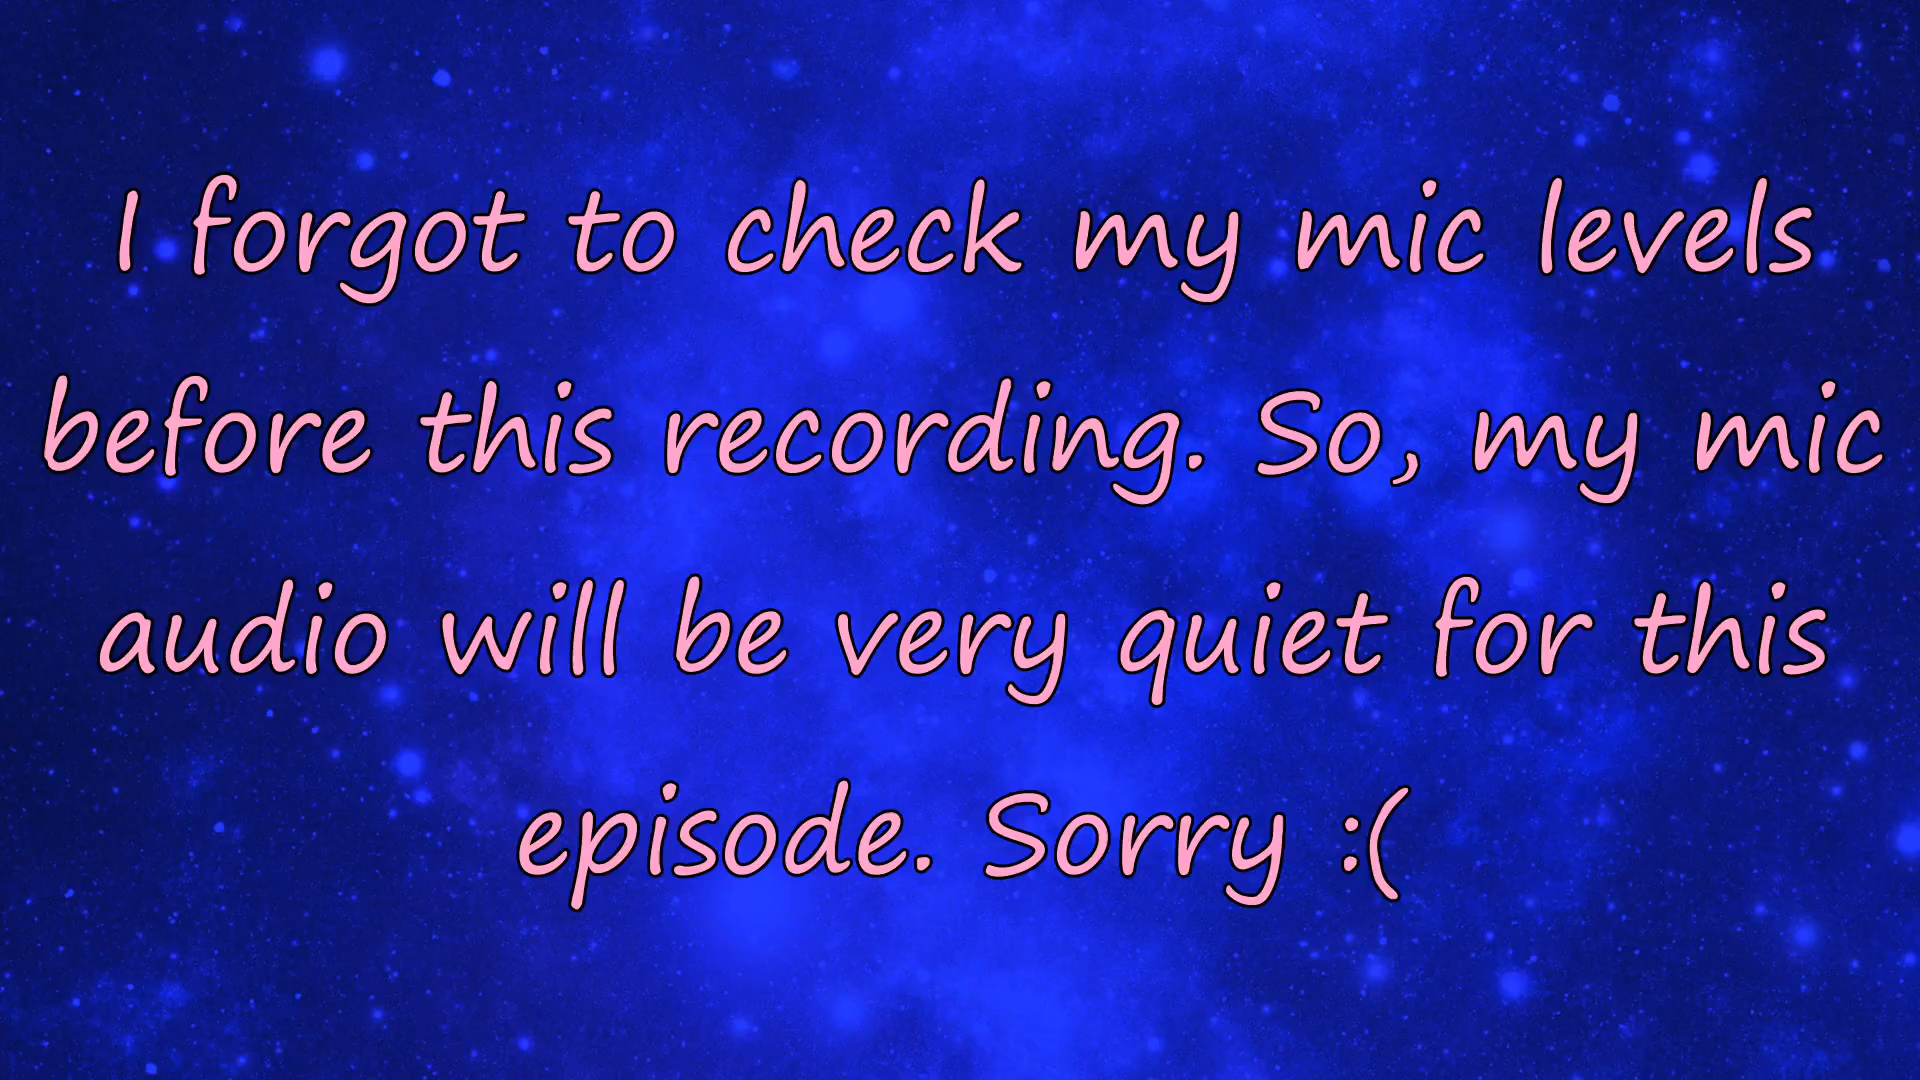 I forgot to check my mic levels
before this recording. So, my mic
audio will be very quiet for this
episode. Sorry :(